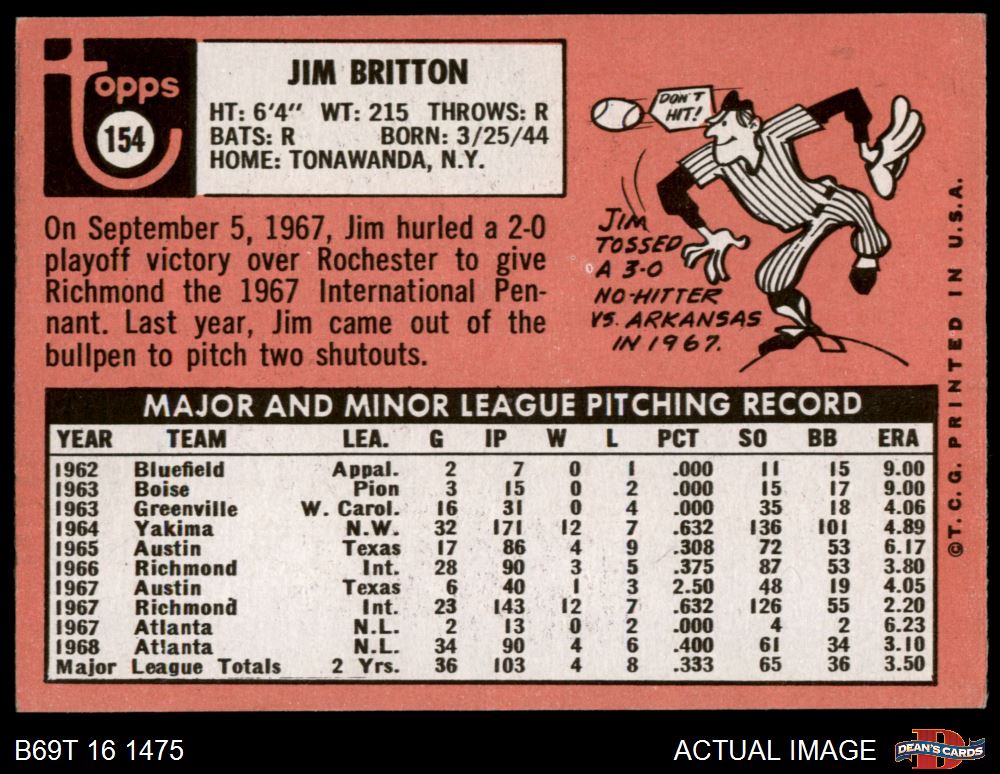 Topps
154
JIM BRITTON
HT: 6'4" WT: 215 THROWS: R
BATS: R BORN: 3/25/44
HOME: TONAWANDA, N.Y.
On September 5, 1967, Jim hurled a 2-0
playoff victory over Rochester to give
Richmond the 1967 International Pen-
nant. Last year, Jim came out of the
bullpen to pitch two shutouts.
DON'T
HIT!
JIM
TOSSED
A 3-0
NO-HITTER
VS. ARKANSAS
IN 1967.
MAJOR AND MINOR LEAGUE PITCHING RECORD
YEAR TEAM LEA. G IP W L PCT SO BB ERA
1962 Bluefield Appal. 2 7 0 1 .000 11 15 9.00
1963 Boise Pion 3 15 0 2 .000 15 17 9.00
1963 Greenville W. Carol. 16 31 0 4 .000 35 18 4.06
1964 Yakima N.W. 32 171 12 7 .632 136 101 4.89
1965 Austin Texas 17 86 4 9 .308 72 53 6.17
1966 Richmond Int. 28 90 3 5 .375 87 53 3.80
1967 Austin Texas 6 40 1 3 2.50 48 19 4.05
1967 Richmond Int. 23 143 12 7 .632 126 55 2.20
1967 Atlanta N.L. 2 13 0 2 .000 4 2 6.23
1968 Atlanta N.L. 34 90 4 6 .400 61 34 3.10
Major League Totals 2 Yrs. 36 103 4 8 .333 65 36 3.50
© T. C. G. PRINTED IN U.S.A.
B69T 16 1475
ACTUAL IMAGE
D
DEAN'S CARDS